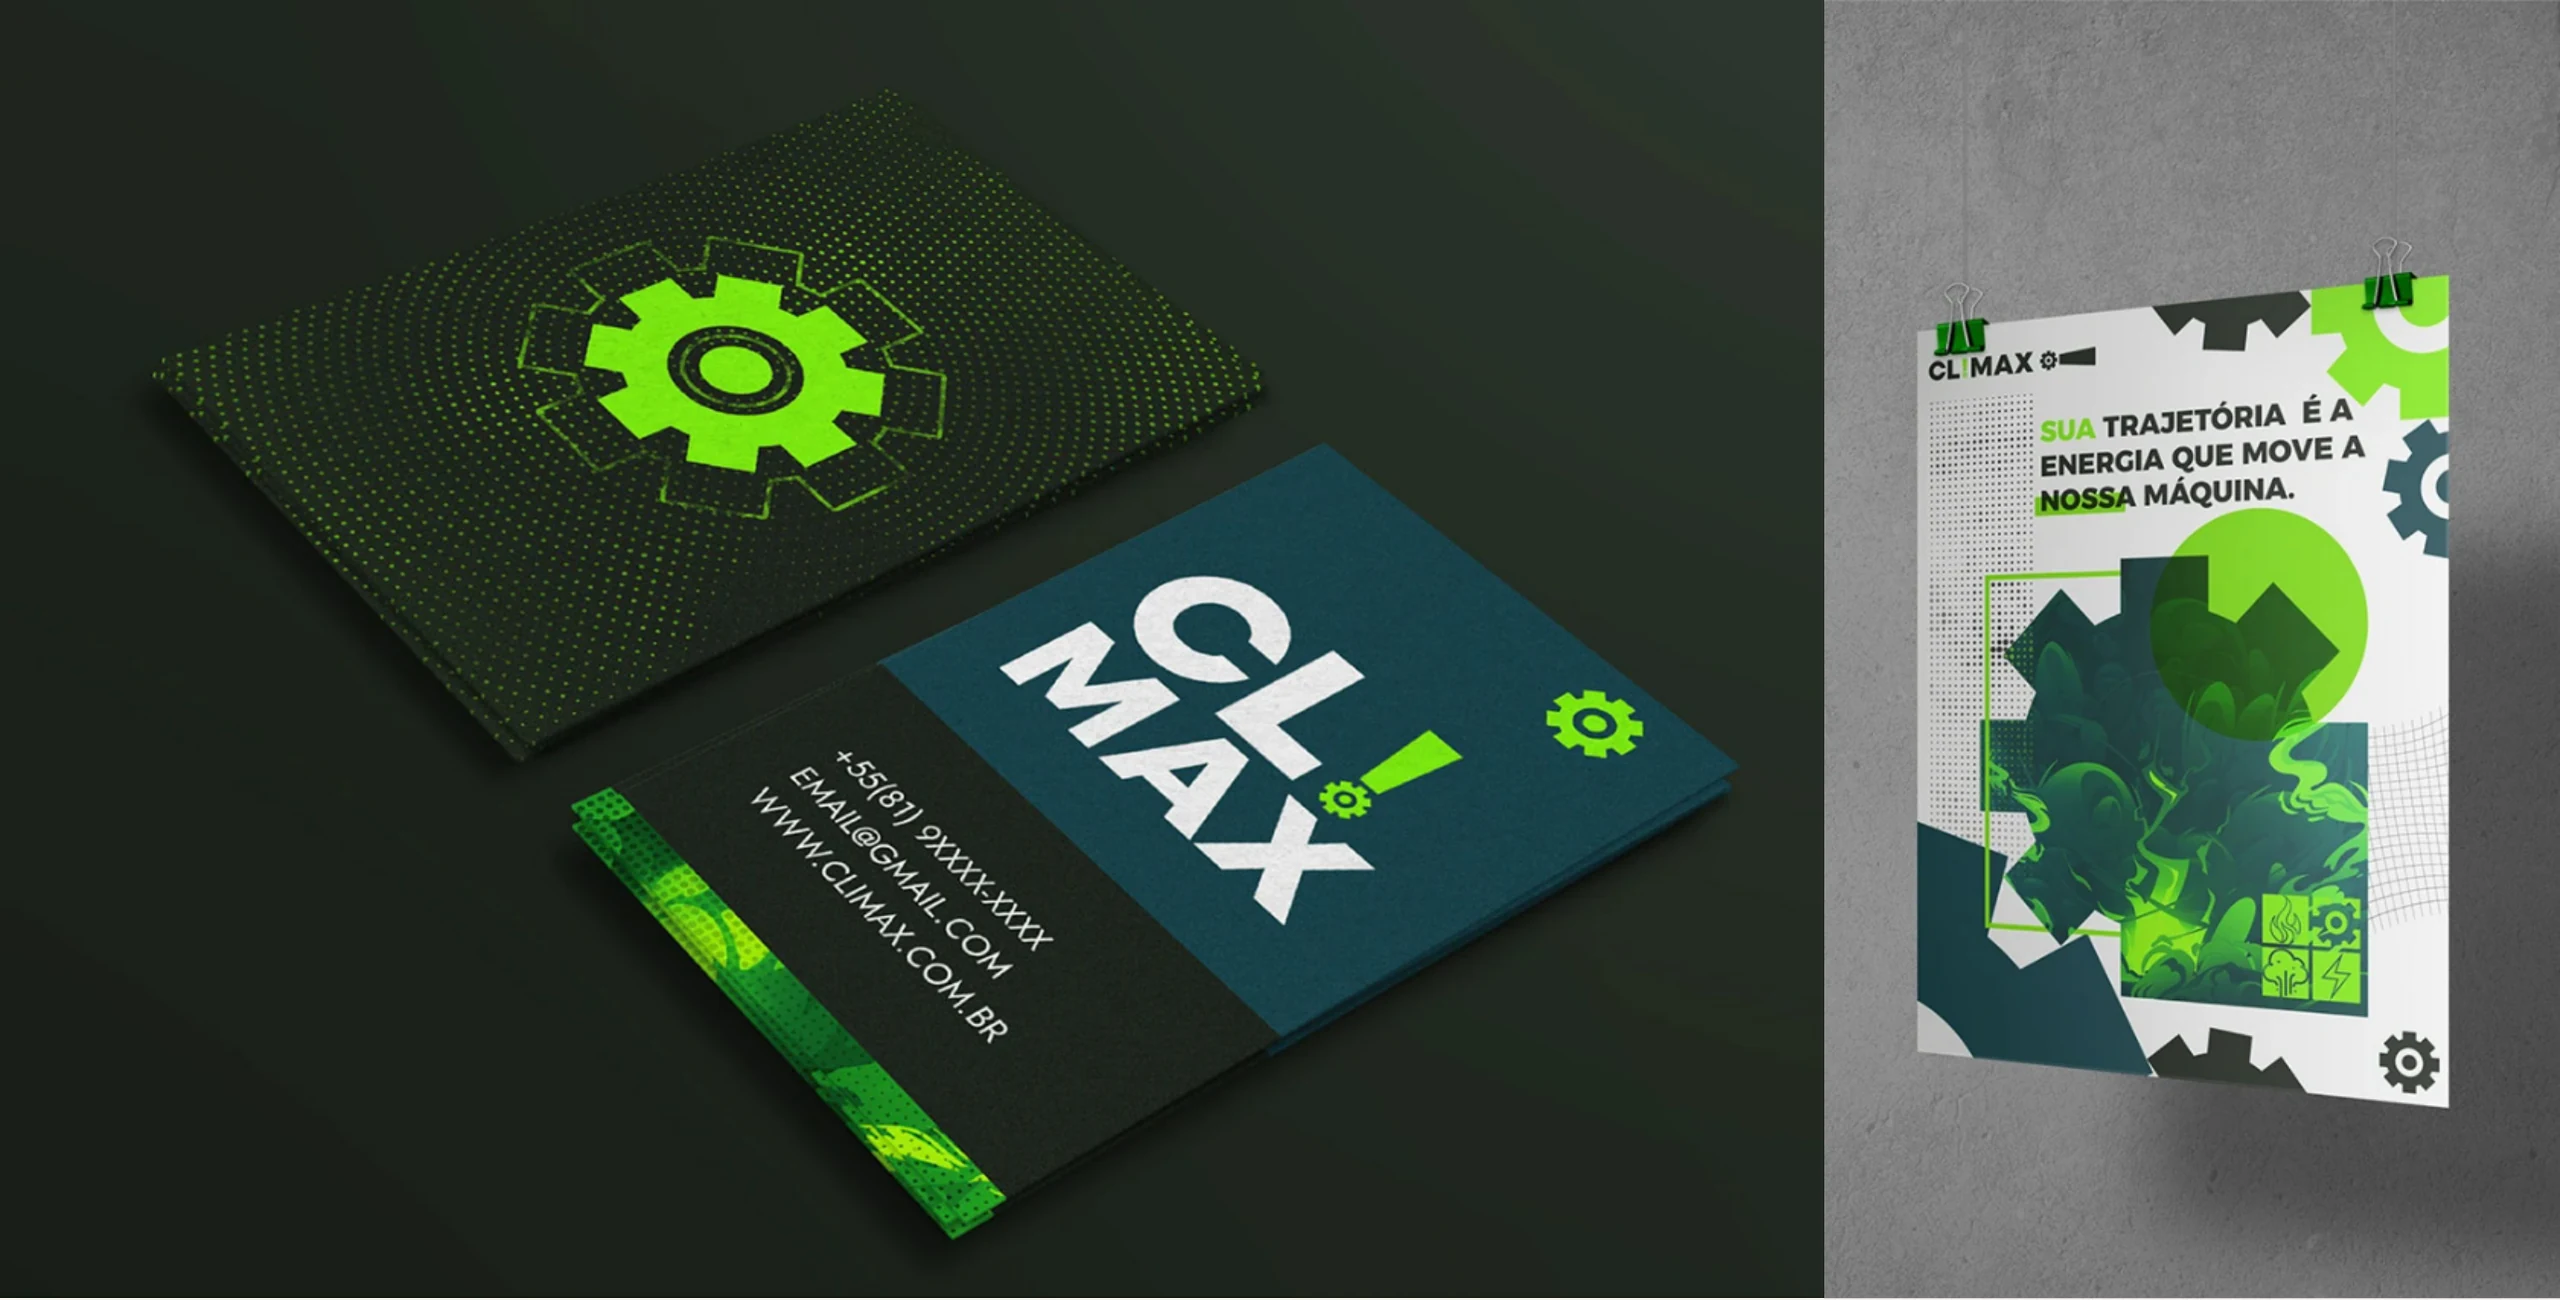 CL!
MAX
+55(81) 9XXXX-XXXX
EMAIL@GMAIL.COM
WWW.CLIMAX.COM.BR
CL!MAX
SUA TRAJETÓRIA É A
ENERGIA QUE MOVE A
NOSSA MÁQUINA.